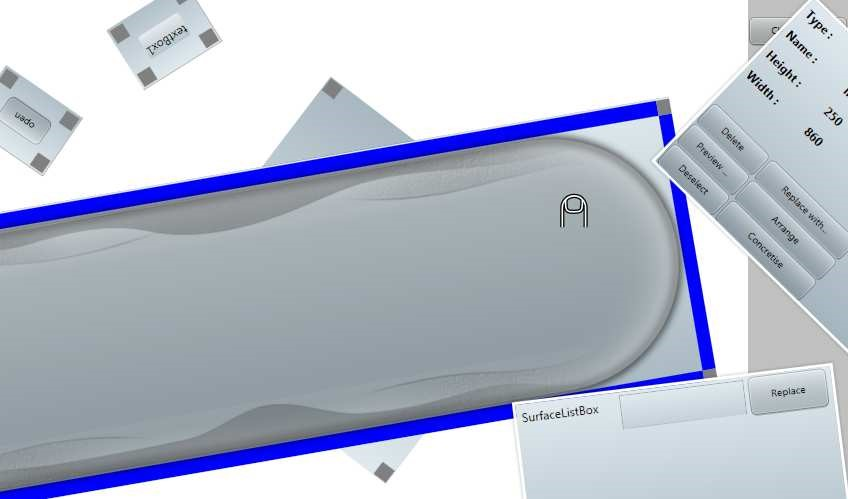 textBox1
open
Type :
Name :
Height :
250
Width :
860
Delete
Preview ...
Replace with...
Deselect
Arrange
Concretise
SurfaceListBox
Replace